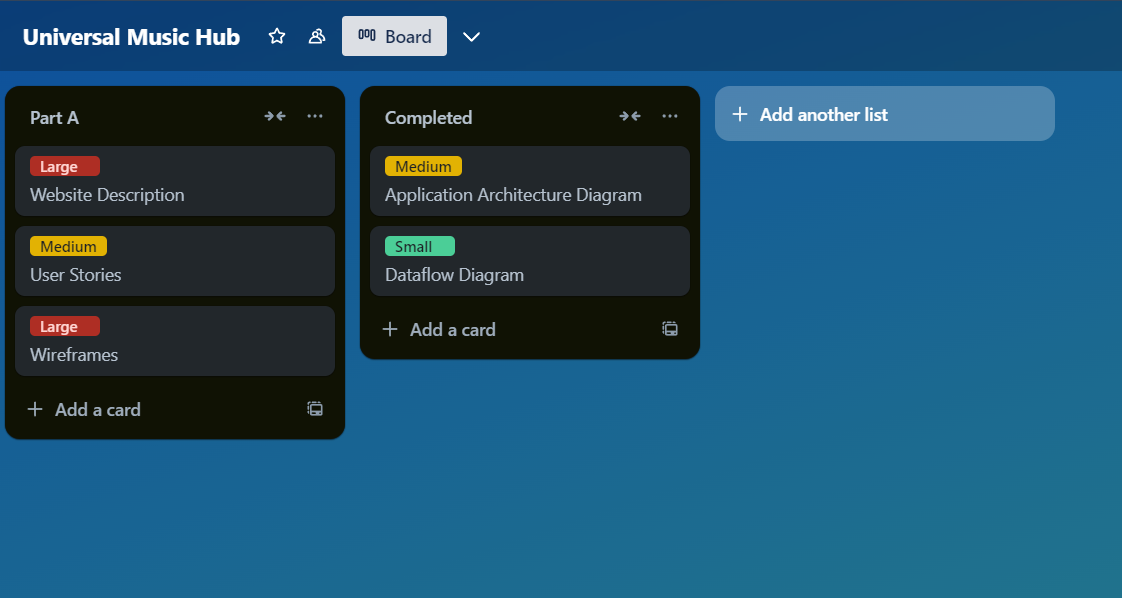 Universal Music Hub
Board
Part A
Large
Website Description
Medium
User Stories
Large
Wireframes
Add a card
Completed
Medium
Application Architecture Diagram
Small
Dataflow Diagram
Add a card
Add another list